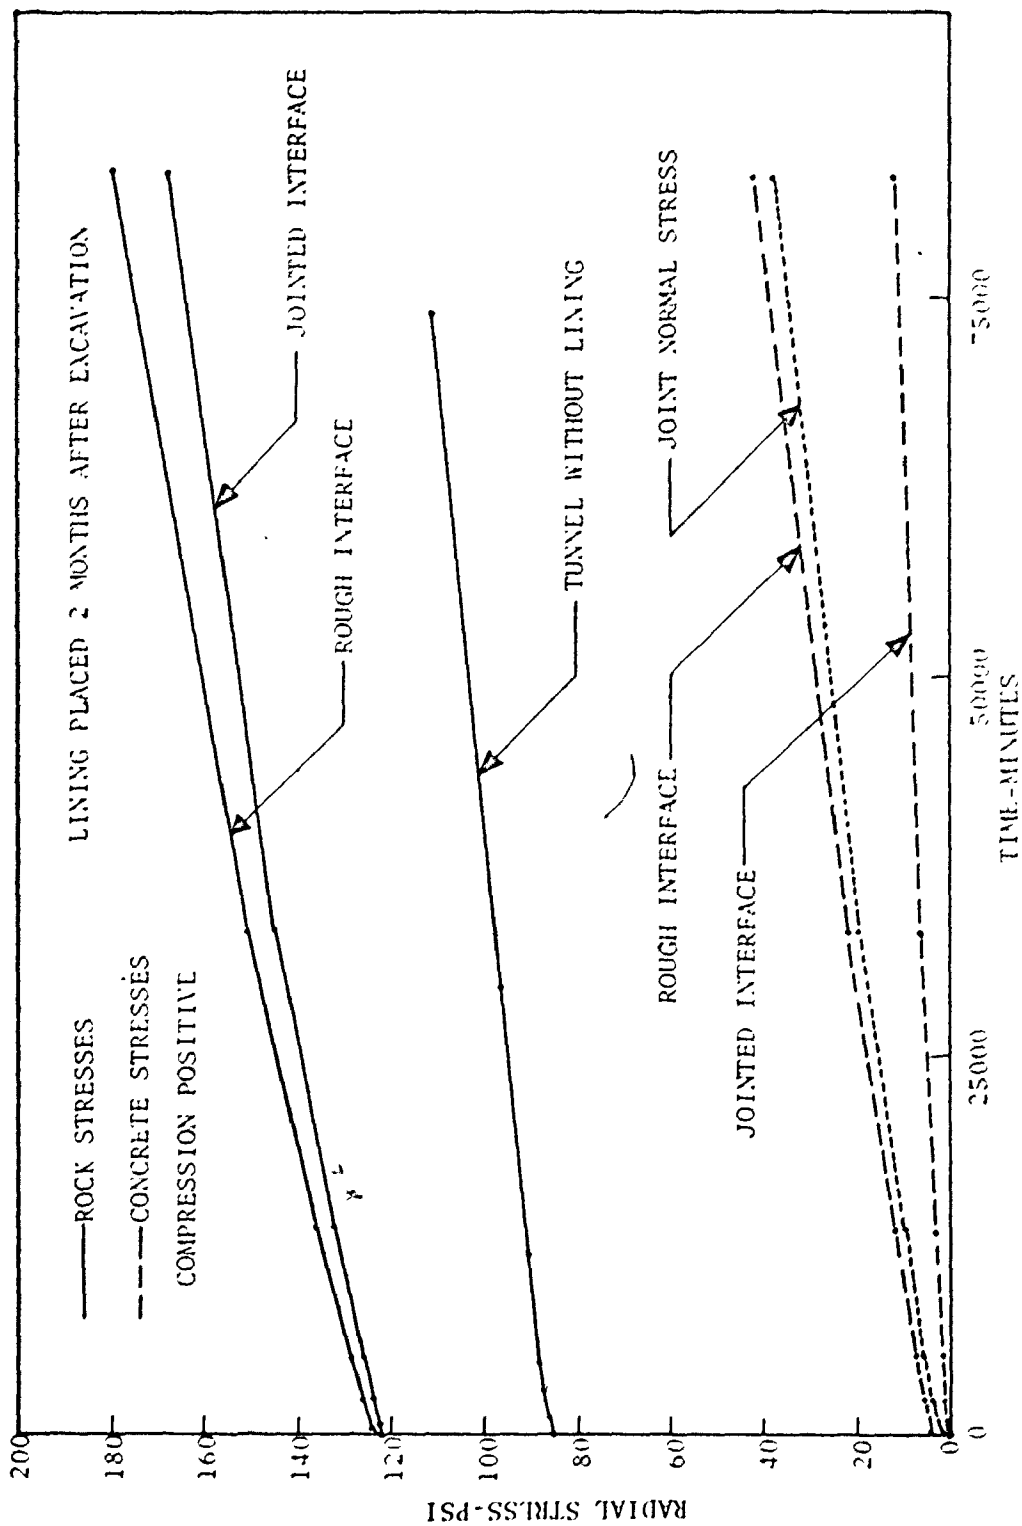 LINING PLACED 2 MONTHS AFTER EXCAVATION
ROCK STRESSES
CONCRETE STRESSES
COMPRESSION POSITIVE
JOINTED INTERFACE
ROUGH INTERFACE
TUNNEL WITHOUT LINING
JOINT NORMAL STRESS
ROUGH INTERFACE
JOINTED INTERFACE
RADIAL STRESS-PSI
200
180
160
140
120
100
80
60
40
20
0
0
25000
50000
75000
TIME-MINUTES